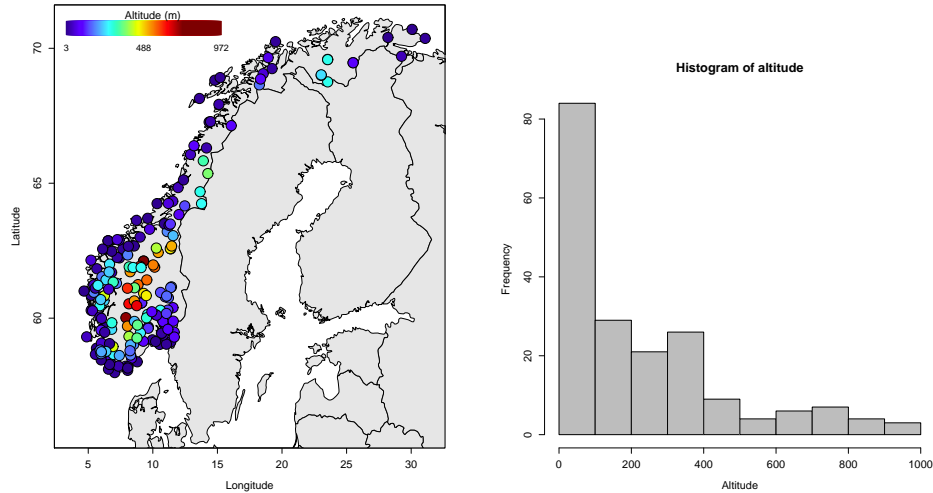 Altitude (m)
3 488 972
70
65
60
Latitude
5 10 15 20 25 30
Longitude
Histogram of altitude
80
60
40
20
0
Frequency
0 200 400 600 800 1000
Altitude